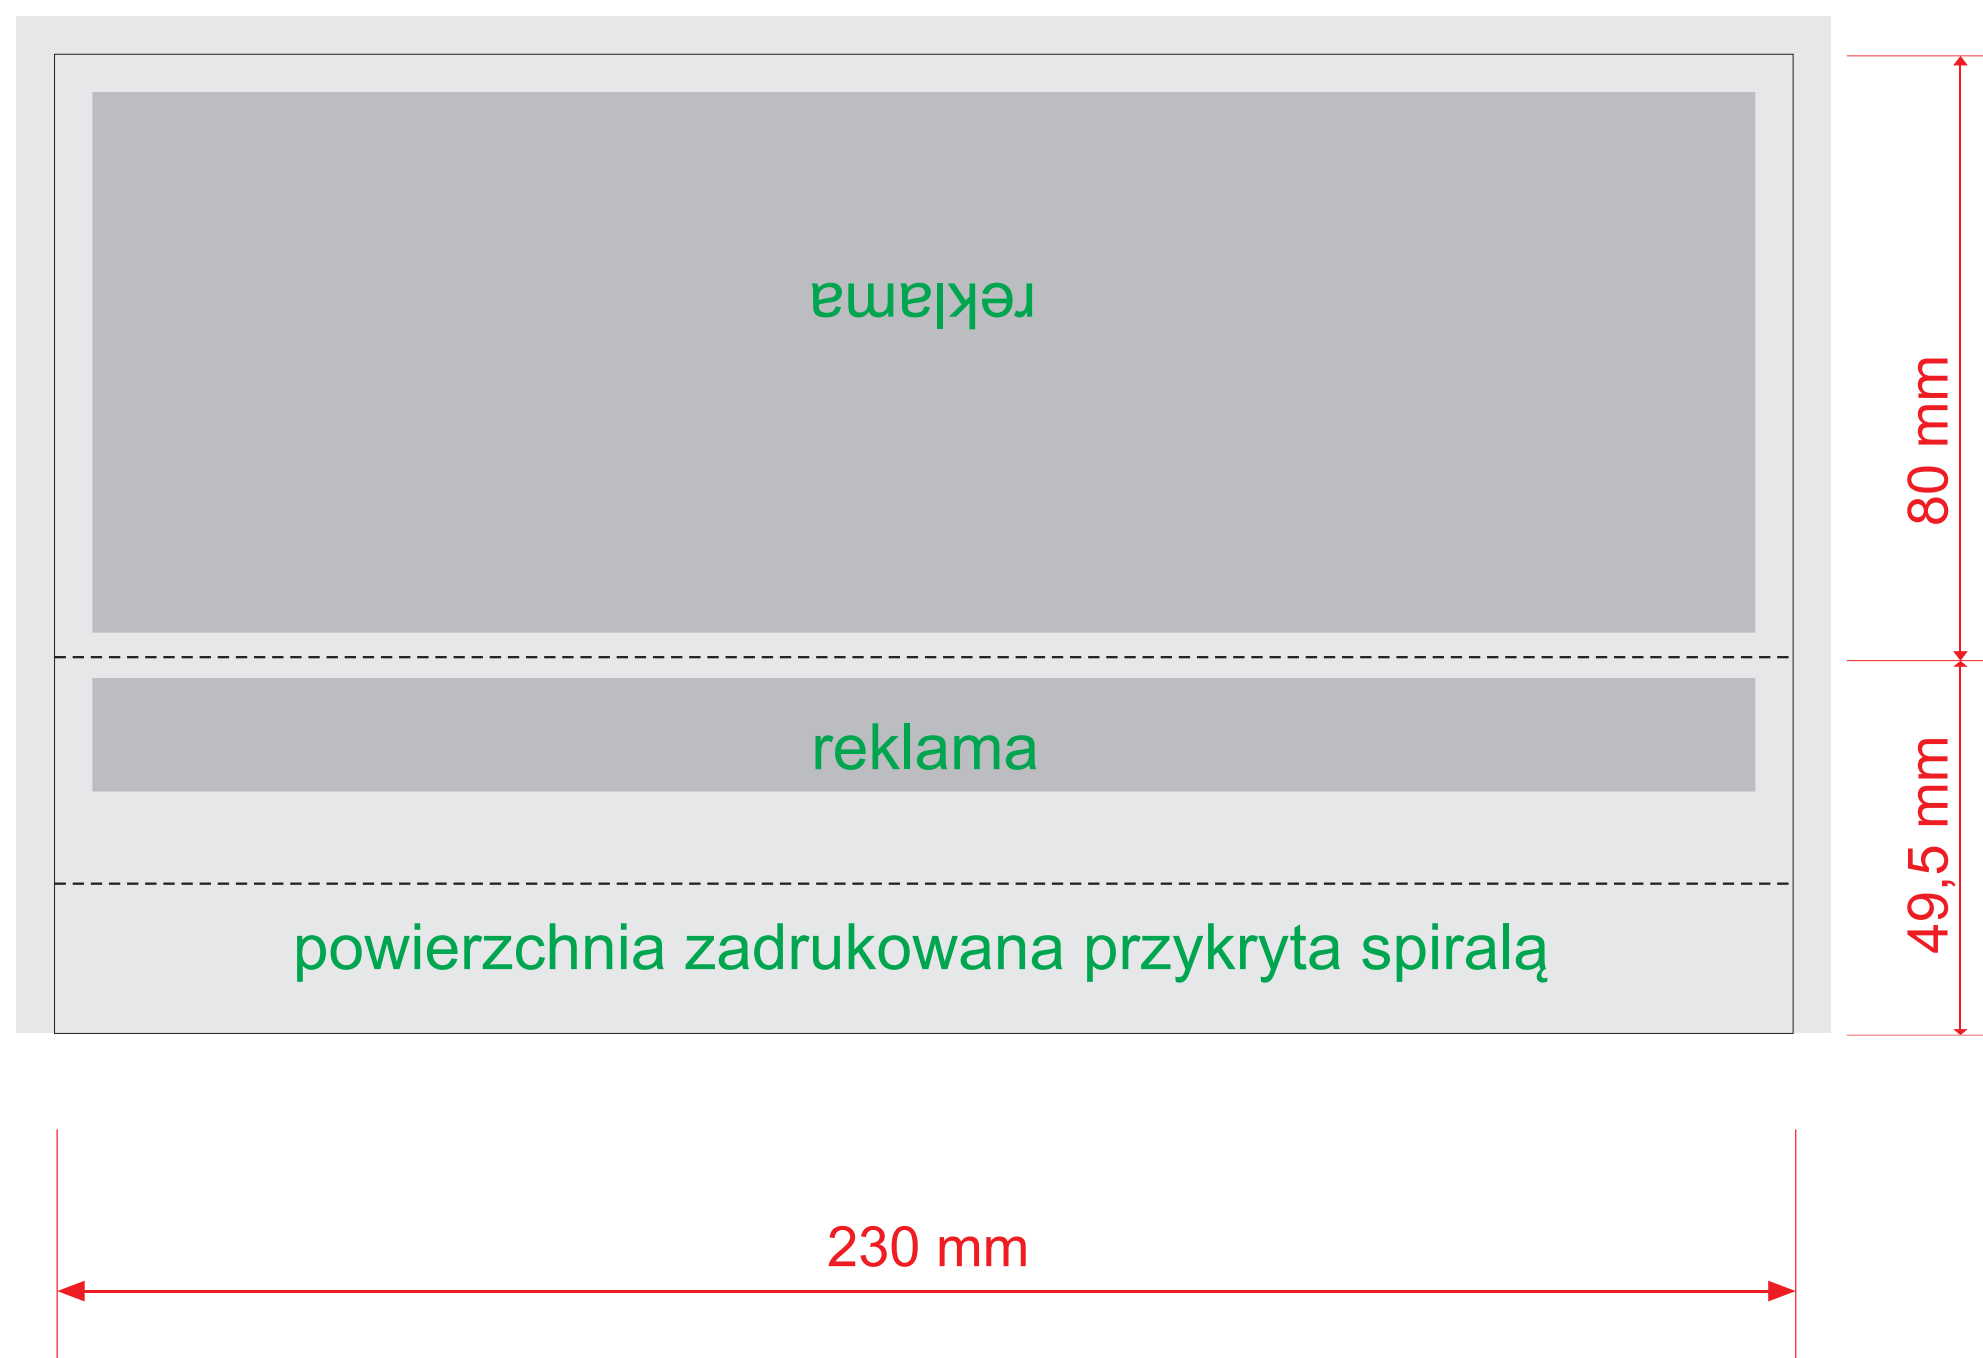 reklama
80 mm
reklama
49,5 mm
powierzchnia zadrukowana przykryta spiralą
230 mm